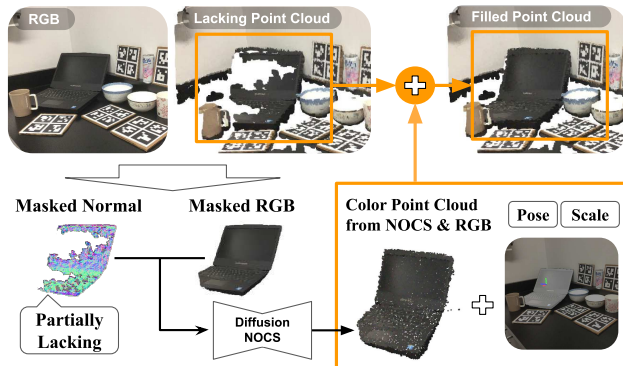 RGB
Lacking Point Cloud
Filled Point Cloud
Masked Normal
Masked RGB
Color Point Cloud
from NOCS & RGB
Pose
Scale
Partially
Lacking
Diffusion
NOCS